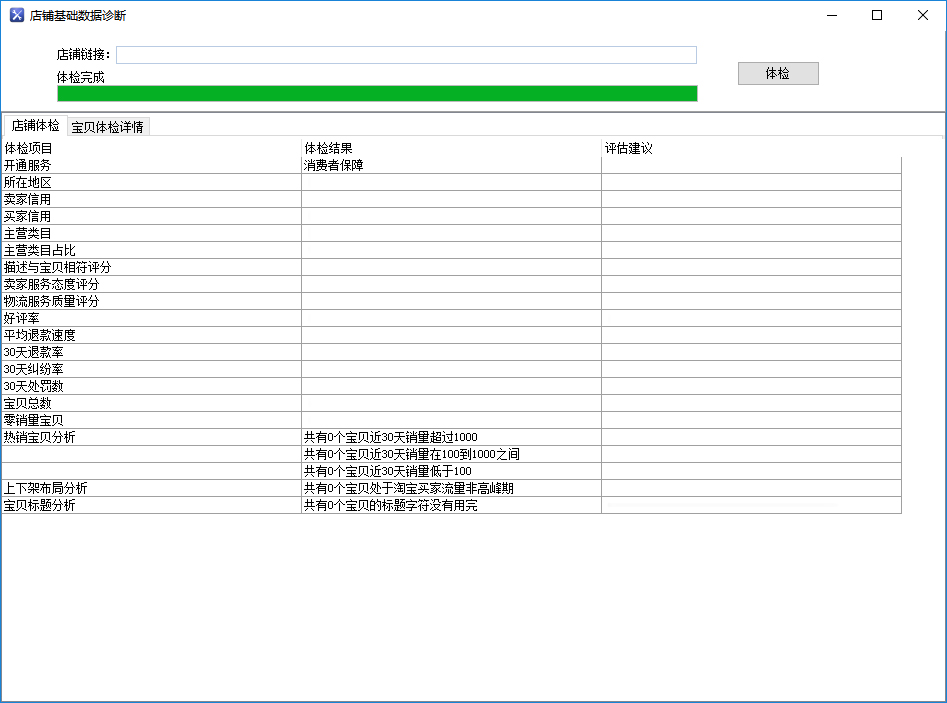 店铺基础数据诊断
店铺链接：
体检完成
体检
店铺体检 宝贝体检详情
体检项目 体检结果 评估建议
开通服务 消费者保障
所在地区
卖家信用
买家信用
主营类目
主营类目占比
描述与宝贝相符评分
卖家服务态度评分
物流服务质量评分
好评率
平均退款速度
30天退款率
30天纠纷率
30天处罚数
宝贝总数
零销量宝贝
热销宝贝分析 共有0个宝贝近30天销量超过1000
共有0个宝贝近30天销量在100到1000之间
共有0个宝贝近30天销量低于100
上下架布局分析 共有0个宝贝处于淘宝买家流量非高峰期
宝贝标题分析 共有0个宝贝的标题字符没有用完